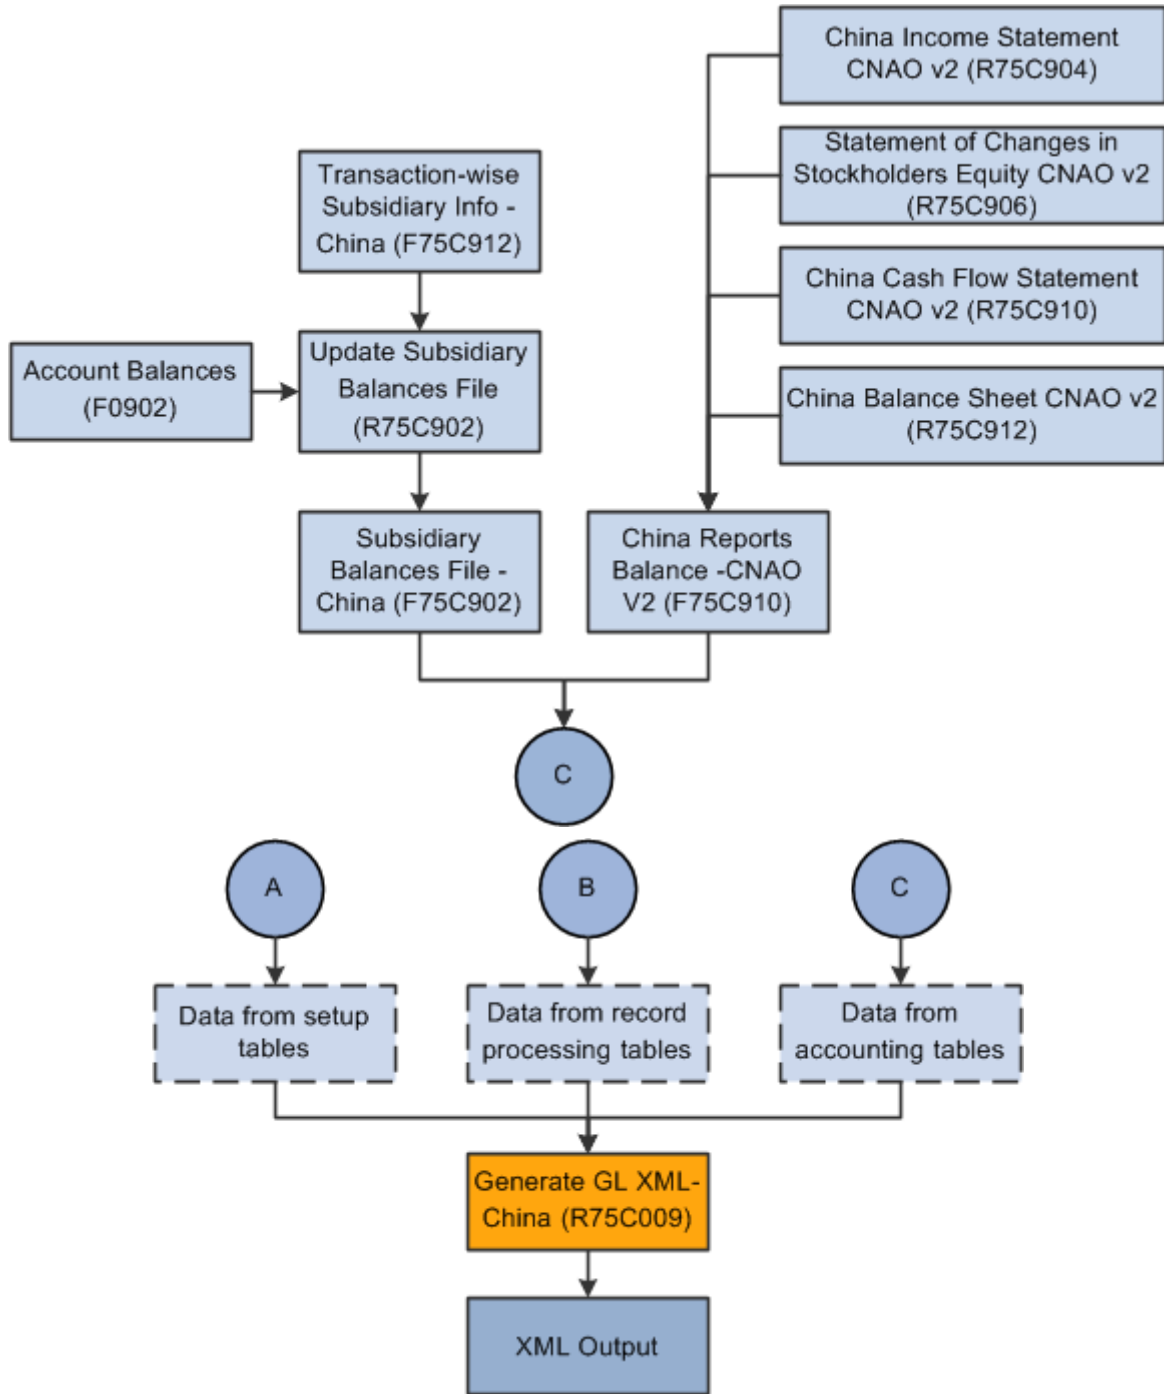 China Income Statement
CNAO v2 (R75C904)
Statement of Changes in
Stockholders Equity CNAO v2
(R75C906)
Transaction-wise
Subsidiary Info -
China (F75C912)
China Cash Flow Statement
CNAO v2 (R75C910)
Account Balances
(F0902)
Update Subsidiary
Balances File
(R75C902)
China Balance Sheet CNAO v2
(R75C912)
Subsidiary
Balances File -
China (F75C902)
China Reports
Balance -CNAO
V2 (F75C910)
C
A
B
C
Data from setup
tables
Data from record
processing tables
Data from
accounting tables
Generate GL XML-
China (R75C009)
XML Output